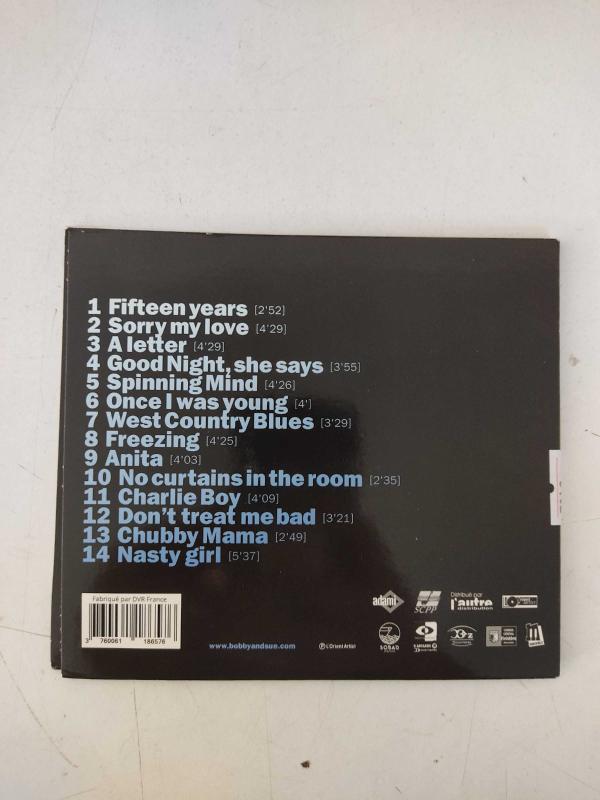 1 Fifteen years [2'52]
2 Sorry my love [4'29]
3 A letter [4'29]
4 Good Night, she says [3'55]
5 Spinning Mind [4'26]
6 Once I was young [4']
7 West Country Blues [3'29]
8 Freezing [4'25]
9 Anita [4'03]
10 No curtains in the room [2'35]
11 Charlie Boy [4'09]
12 Don't treat me bad [3'21]
13 Chubby Mama [2'49]
14 Nasty girl [5'37]
Fabriqué par DVR France
3 760061 186576
www.bobbyandsue.com
℗ L'Orient Artist
adami
SCPP
Distribué par
l'autre
distribution